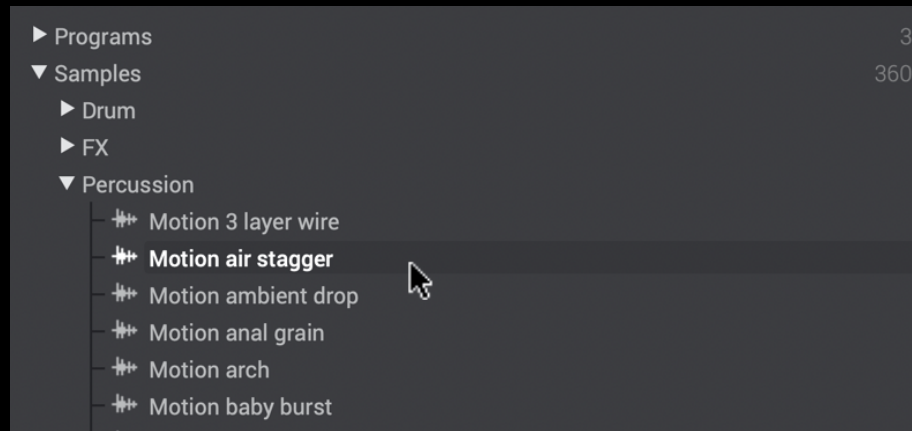 Programs 3
Samples 360
Drum
FX
Percussion
Motion 3 layer wire
Motion air stagger
Motion ambient drop
Motion anal grain
Motion arch
Motion baby burst